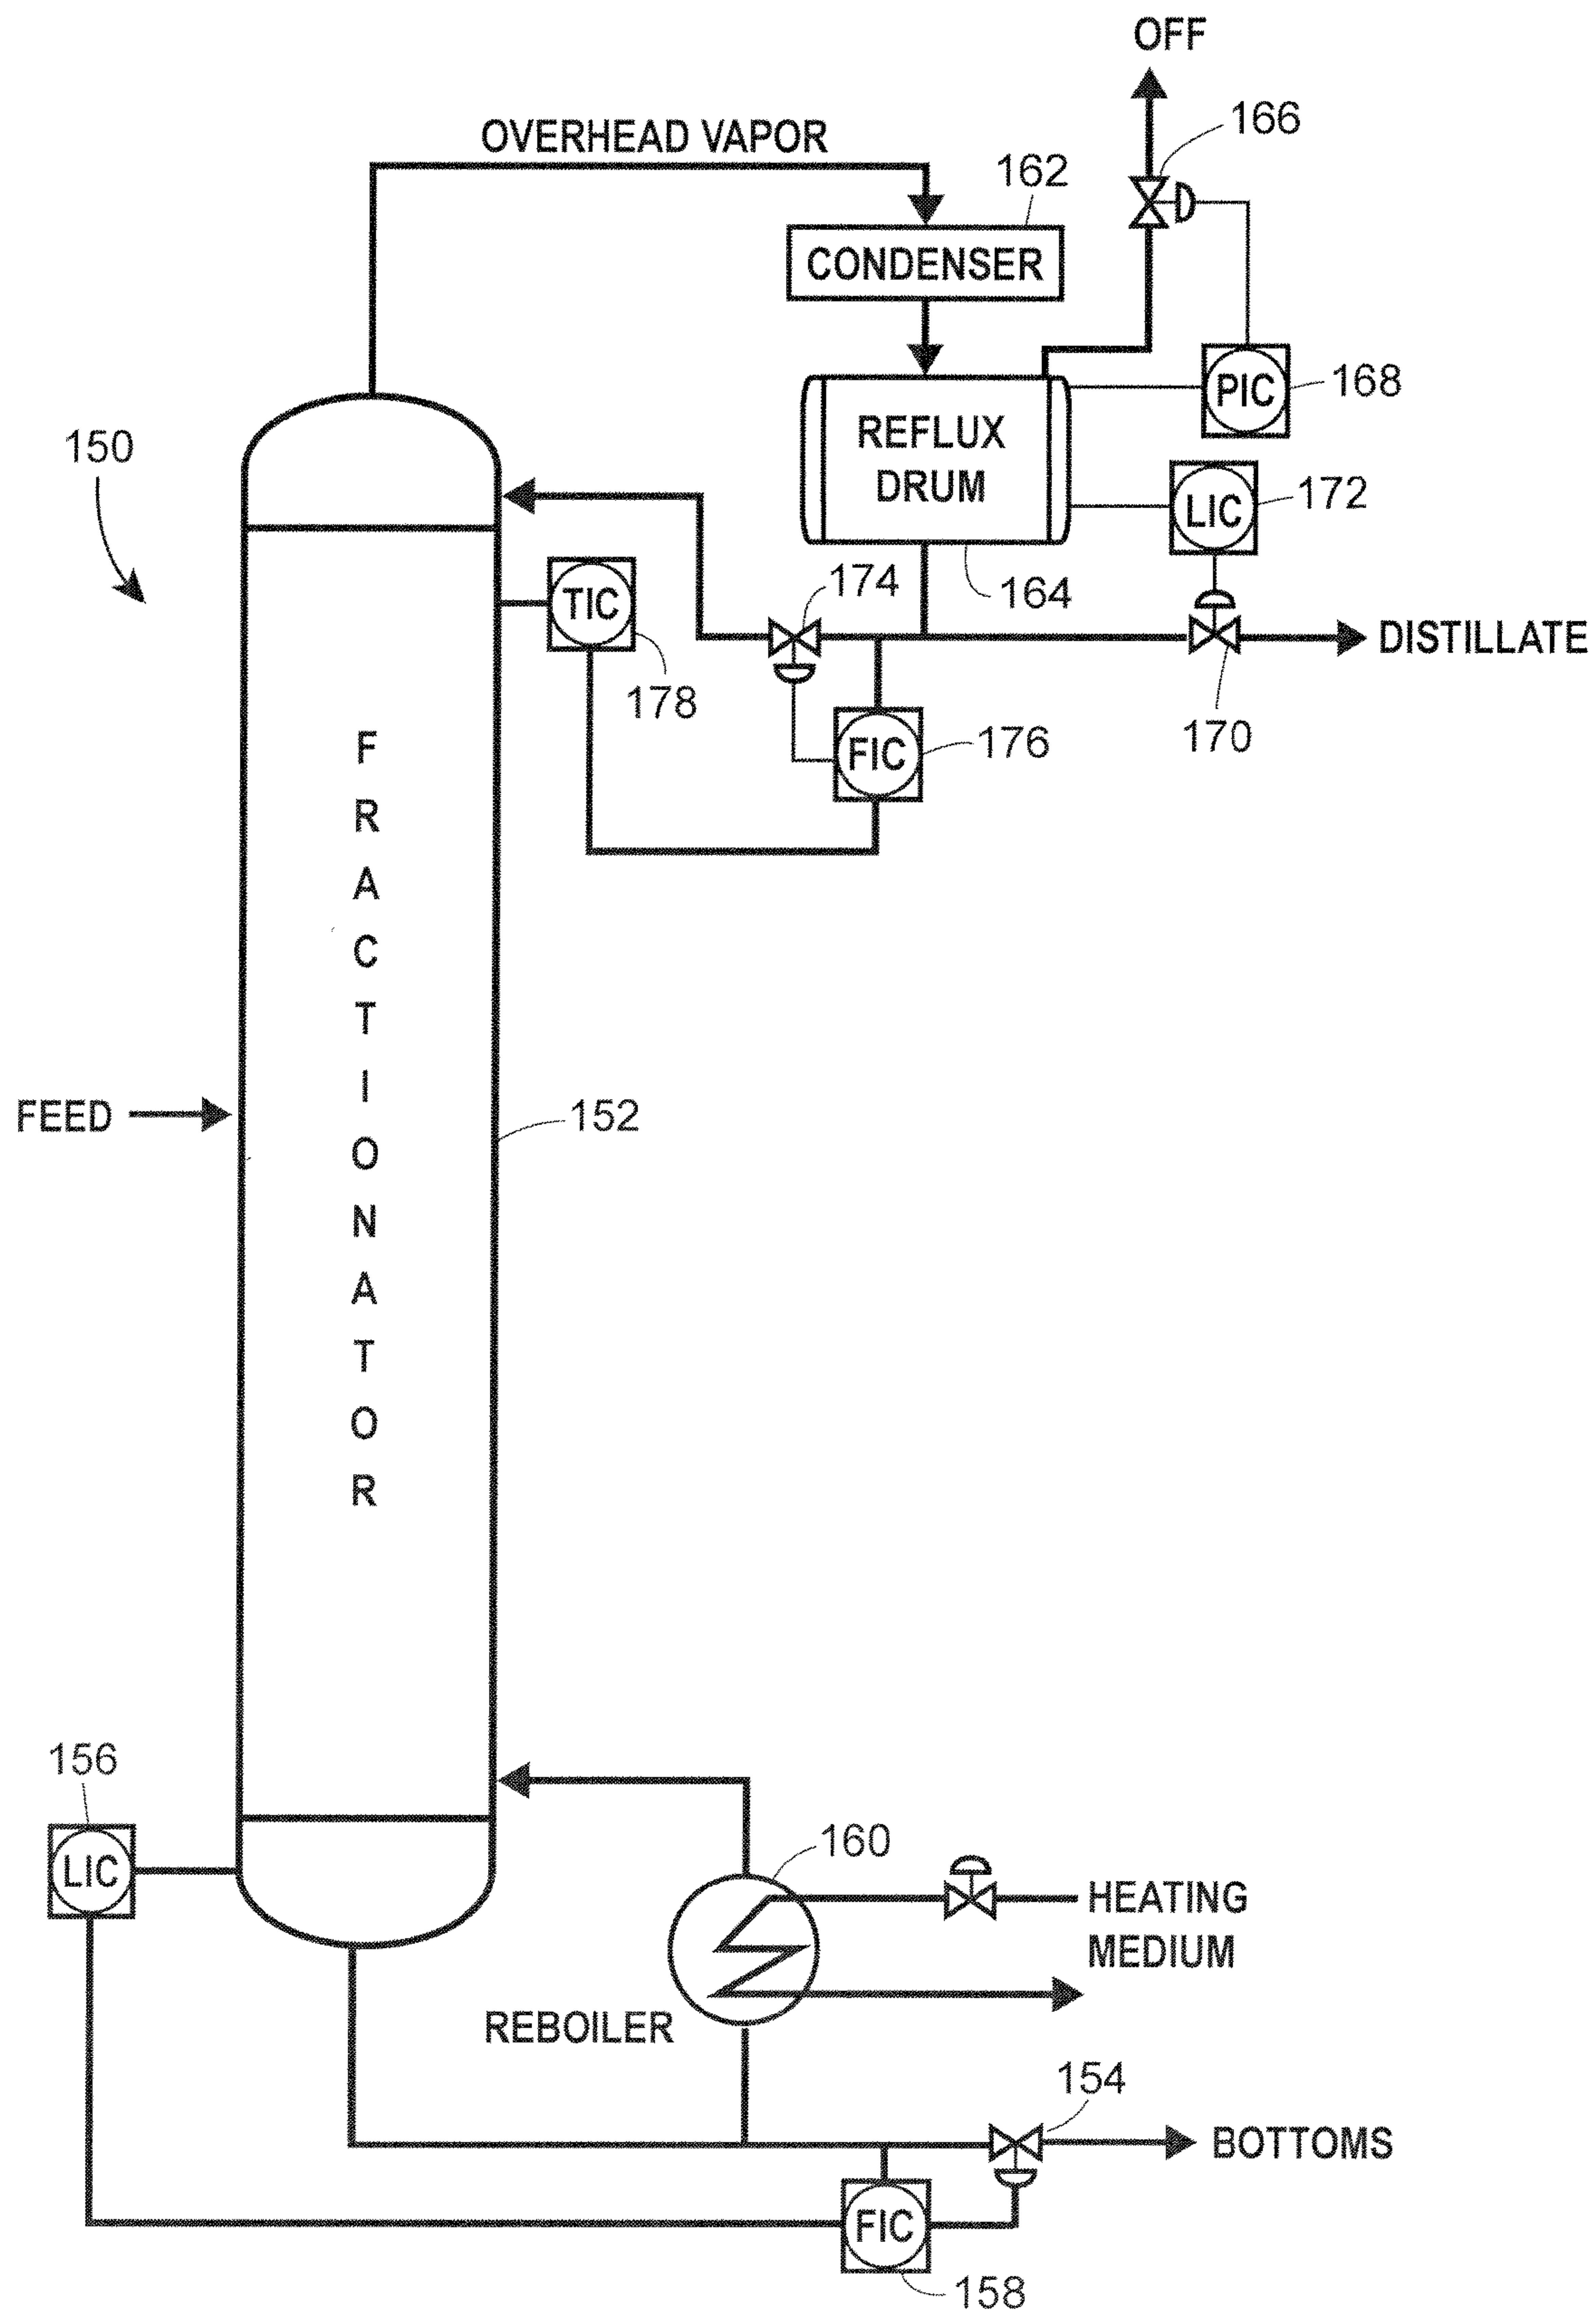 OFF
166
OVERHEAD VAPOR
162
CONDENSER
PIC
168
150
REFLUX
DRUM
LIC
172
TIC
174
164
DISTILLATE
178
170
FIC
176
FRACTIONATOR
FEED
152
156
LIC
160
HEATING
MEDIUM
REBOILER
154
BOTTOMS
FIC
158